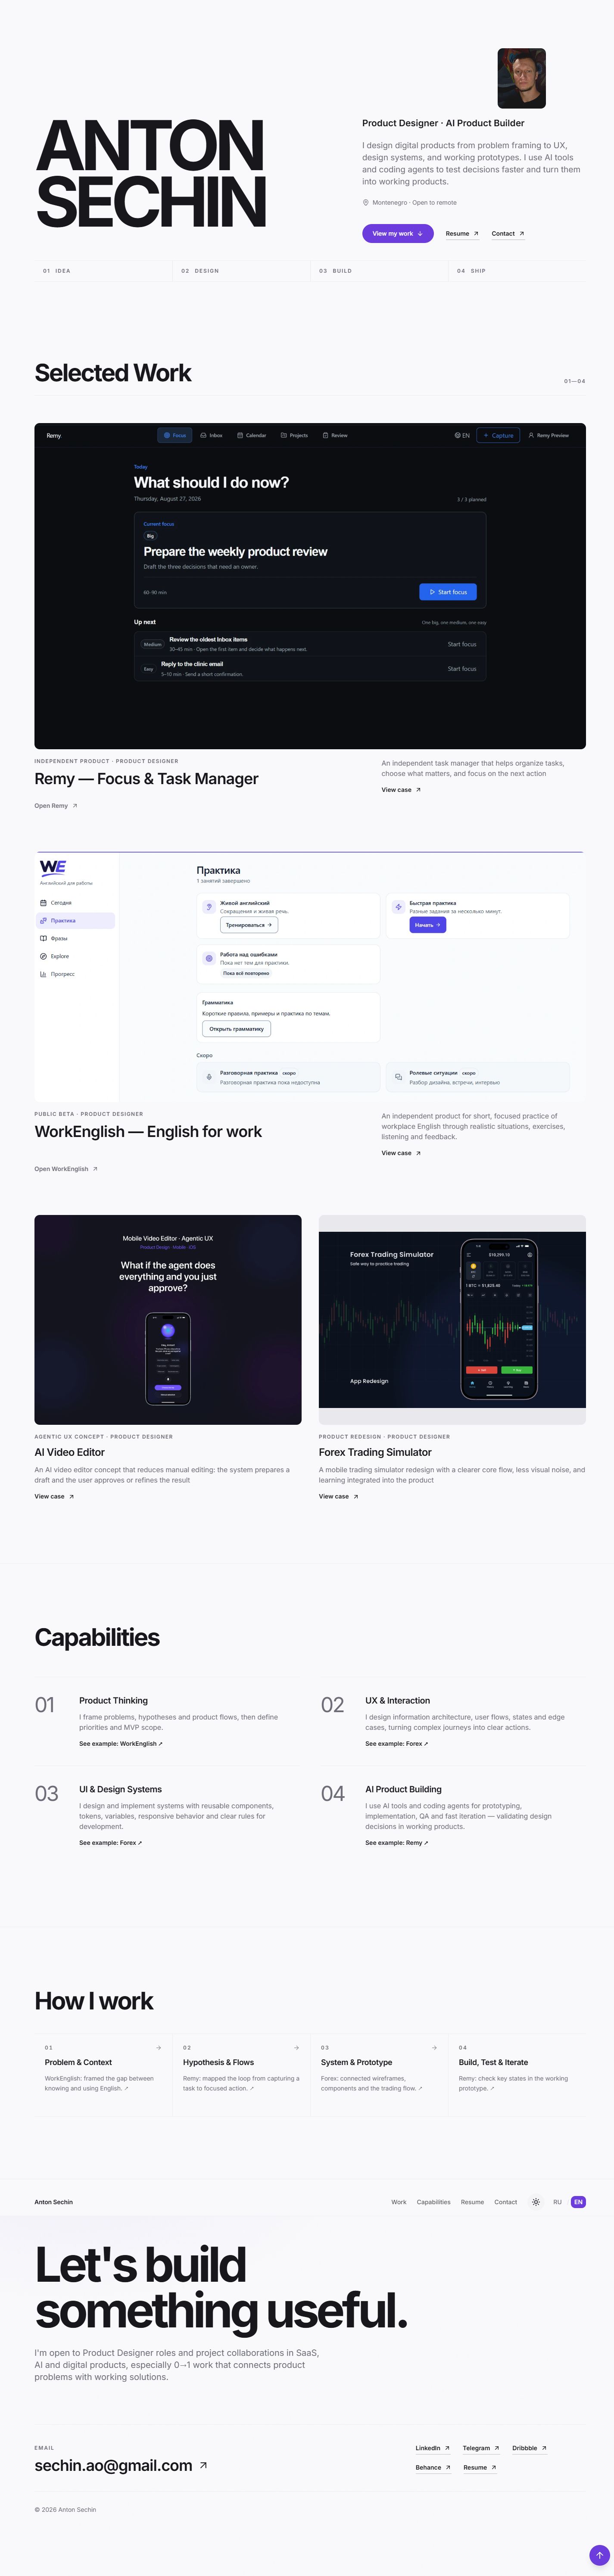 ANTON
SECHIN
Product Designer · AI Product Builder
I design digital products from problem framing to UX,
design systems, and working prototypes. I use AI tools
and coding agents to test decisions faster and turn them
into working products.
Montenegro · Open to remote
View my work ↓ Resume ↗ Contact ↗
01 IDEA 02 DESIGN 03 BUILD 04 SHIP
Selected Work
01—04
Remy Focus Inbox Calendar Projects Review EN + Capture Remy Preview
Today
What should I do now?
Thursday, August 27, 2026
3 / 3 planned
Current focus
Big
Prepare the weekly product review
Draft the three decisions that need an owner.
60–90 min
Start focus
Up next
One big, one medium, one easy
Medium
Review the oldest Inbox items
30–45 min · Open the first item and decide what happens next.
Start focus
Easy
Reply to the clinic email
5–10 min · Send a short confirmation.
Start focus
INDEPENDENT PRODUCT · PRODUCT DESIGNER
Remy — Focus & Task Manager
Open Remy ↗
An independent task manager that helps organize tasks,
choose what matters, and focus on the next action
View case ↗
WE
Английский для работы
Сегодня
Практика
Фразы
Explore
Прогресс
Практика
1 занятий завершено
Живой английский
Сокращения и живая речь.
Тренироваться →
Быстрая практика
Разные задания за несколько минут.
Начать →
Работа над ошибками
Пока нет тем для практики.
Пока всё повторено
Грамматика
Короткие правила, примеры и практика по темам.
Открыть грамматику
Скоро
Разговорная практика скоро
Разговорная практика пока недоступна
Ролевые ситуации скоро
Разбор дизайна, встречи, интервью
PUBLIC BETA · PRODUCT DESIGNER
WorkEnglish — English for work
Open WorkEnglish ↗
An independent product for short, focused practice of
workplace English through realistic situations, exercises,
listening and feedback.
View case ↗
Mobile Video Editor · Agentic UX
Product Design · Mobile · iOS
What if the agent does
everything and you just
approve?
Forex Trading Simulator
Safe way to practice trading
$10,299.10
1 BTC = $1,825.46
App Redesign
AGENTIC UX CONCEPT · PRODUCT DESIGNER
AI Video Editor
An AI video editor concept that reduces manual editing: the system prepares a
draft and the user approves or refines the result
View case ↗
PRODUCT REDESIGN · PRODUCT DESIGNER
Forex Trading Simulator
A mobile trading simulator redesign with a clearer core flow, less visual noise, and
learning integrated into the product
View case ↗
Capabilities
01
Product Thinking
I frame problems, hypotheses and product flows, then define
priorities and MVP scope.
See example: WorkEnglish ↗
02
UX & Interaction
I design information architecture, user flows, states and edge
cases, turning complex journeys into clear actions.
See example: Forex ↗
03
UI & Design Systems
I design and implement systems with reusable components,
tokens, variables, responsive behavior and clear rules for
development.
See example: Forex ↗
04
AI Product Building
I use AI tools and coding agents for prototyping,
implementation, QA and fast iteration — validating design
decisions in working products.
See example: Remy ↗
How I work
01 →
Problem & Context
WorkEnglish: framed the gap between
knowing and using English. ↗
02 →
Hypothesis & Flows
Remy: mapped the loop from capturing a
task to focused action. ↗
03 →
System & Prototype
Forex: connected wireframes,
components and the trading flow. ↗
04
Build, Test & Iterate
Remy: check key states in the working
prototype. ↗
Anton Sechin Work Capabilities Resume Contact RU EN
Let's build
something useful.
I'm open to Product Designer roles and project collaborations in SaaS,
AI and digital products, especially 0→1 work that connects product
problems with working solutions.
EMAIL
sechin.ao@gmail.com ↗
LinkedIn ↗ Telegram ↗ Dribbble ↗
Behance ↗ Resume ↗
© 2026 Anton Sechin